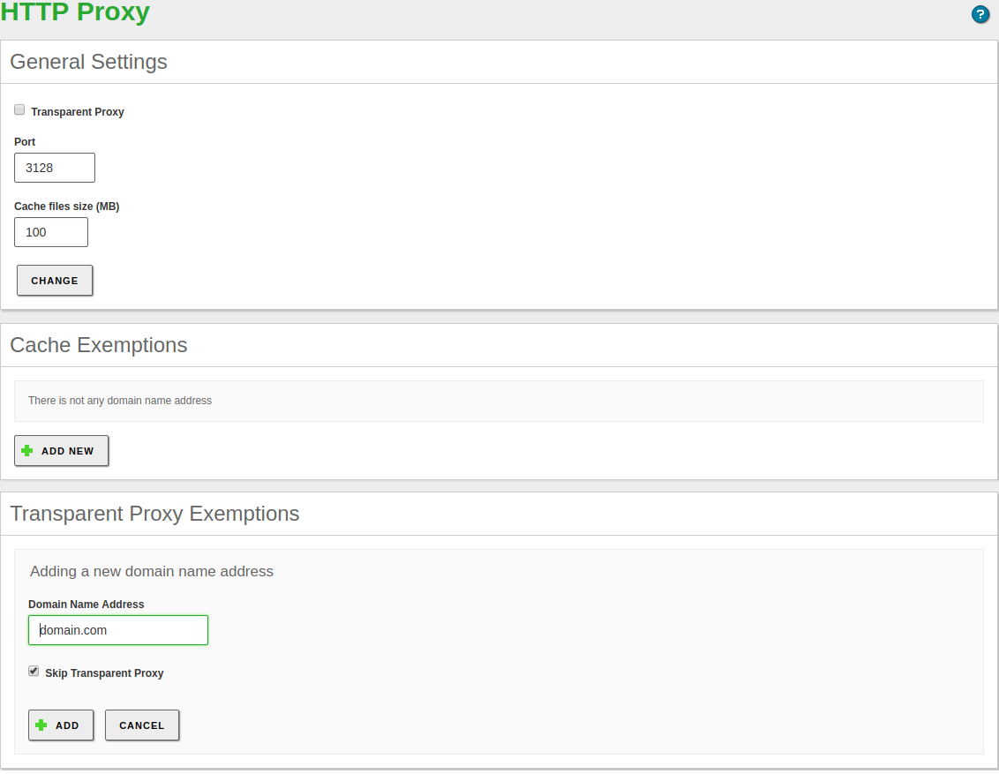 HTTP Proxy
?
General Settings
Transparent Proxy
Port
3128
Cache files size (MB)
100
CHANGE
Cache Exemptions
There is not any domain name address
ADD NEW
Transparent Proxy Exemptions
Adding a new domain name address
Domain Name Address
domain.com
Skip Transparent Proxy
ADD CANCEL